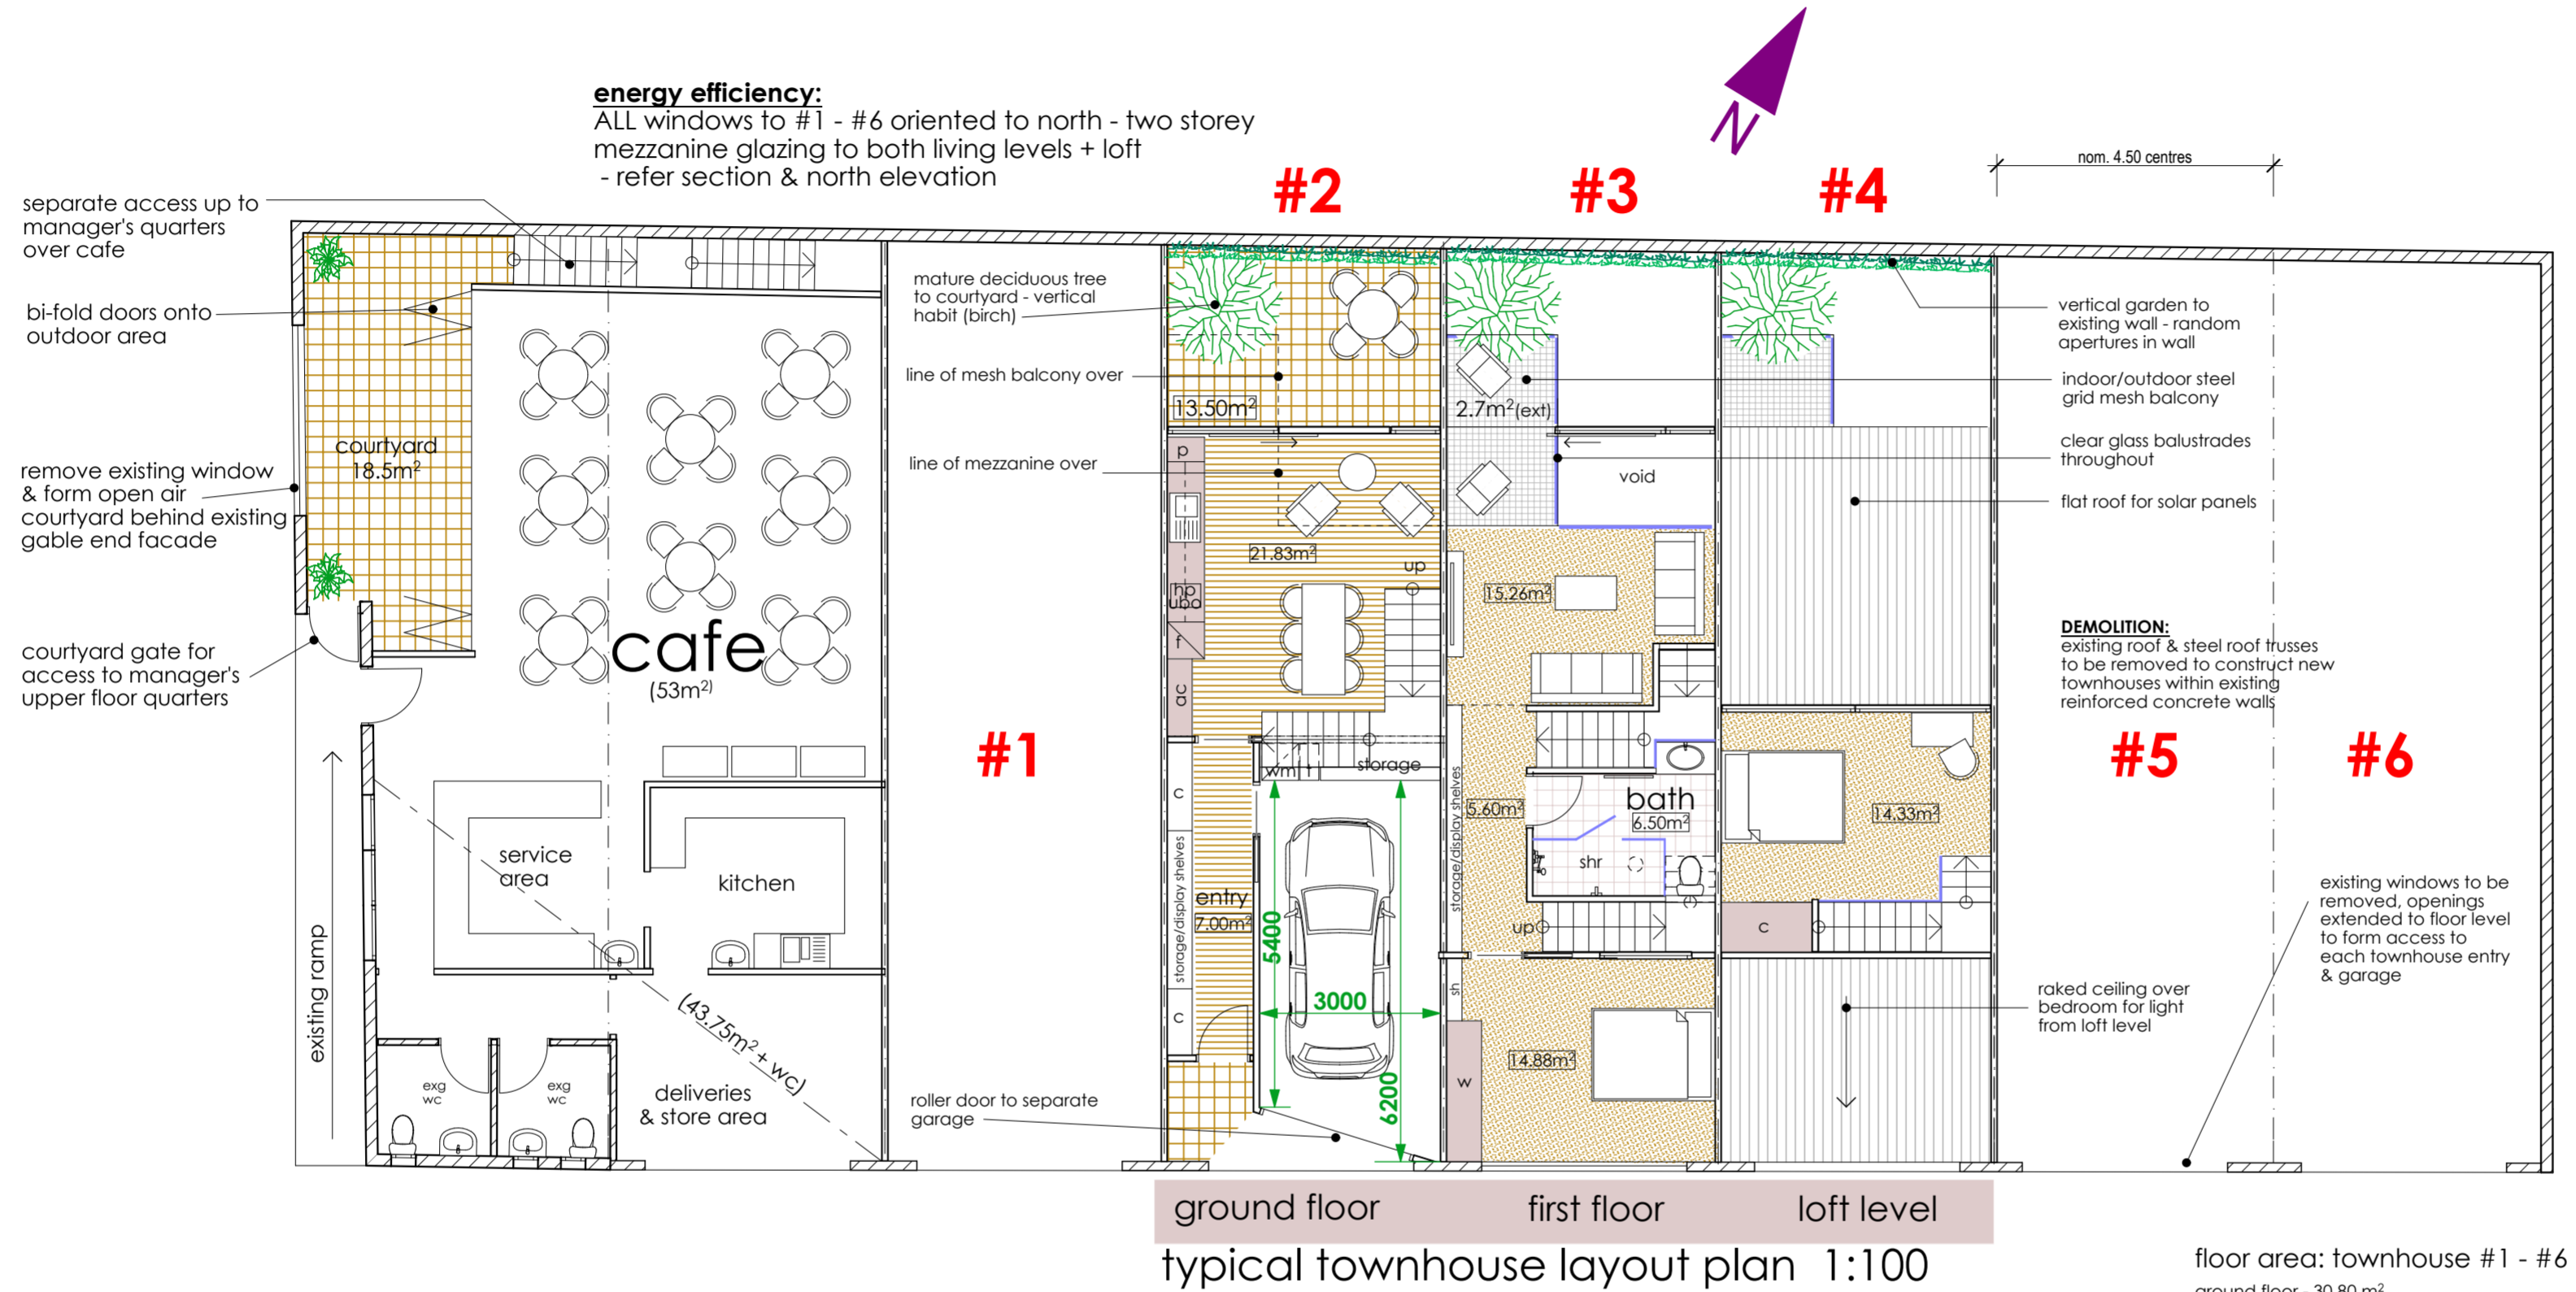 energy efficiency:
ALL windows to #1 - #6 oriented to north - two storey
mezzanine glazing to both living levels + loft
- refer section & north elevation
N
#2
#3
#4
nom. 4.50 centres
separate access up to
manager's quarters
over cafe
bi-fold doors onto
outdoor area
remove existing window
& form open air
courtyard behind existing
gable end facade
courtyard gate for
access to manager's
upper floor quarters
existing ramp
courtyard
18.5m²
cafe
(53m²)
service
area
kitchen
(43.75m² + wc)
exg
wc
exg
wc
deliveries
& store area
#1
mature deciduous tree
to courtyard - vertical
habit (birch)
line of mesh balcony over
line of mezzanine over
roller door to separate
garage
13.50m²
p
21.83m²
up
hp
ubo
f
ac
wm
t
storage
c
storage/display shelves
c
entry
7.00m²
5400
3000
6200
2.7m²(ext)
void
15.26m²
storage/display shelves
5.60m²
bath
6.50m²
shr
up
sh
14.88m²
w
14.33m²
c
vertical garden to
existing wall - random
apertures in wall
indoor/outdoor steel
grid mesh balcony
clear glass balustrades
throughout
flat roof for solar panels
DEMOLITION:
existing roof & steel roof trusses
to be removed to construct new
townhouses within existing
reinforced concrete walls
#5
#6
existing windows to be
removed, openings
extended to floor level
to form access to
each townhouse entry
& garage
raked ceiling over
bedroom for light
from loft level
ground floor
first floor
loft level
typical townhouse layout plan 1:100
floor area: townhouse #1 - #6
ground floor - 30.80 m²